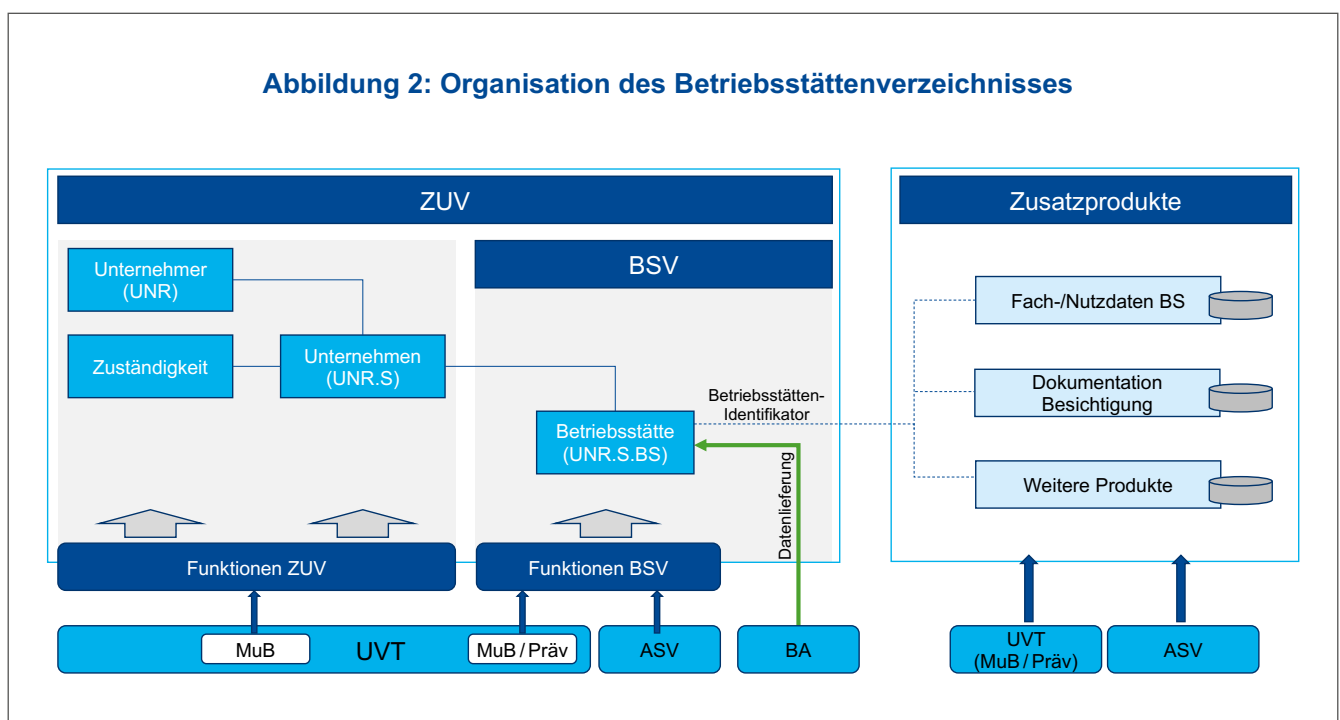 Abbildung 2: Organisation des Betriebsstättenverzeichnisses
ZUV
Zusatzprodukte
Unternehmer
(UNR)
BSV
Zuständigkeit
Unternehmen
(UNR.S)
Betriebsstätte
(UNR.S.BS)
Betriebsstätten-
Identifikator
Datenlieferung
Fach-/Nutzdaten BS
Dokumentation
Besichtigung
Weitere Produkte
Funktionen ZUV
Funktionen BSV
MuB
UVT
MuB / Präv
ASV
BA
UVT
(MuB / Präv)
ASV